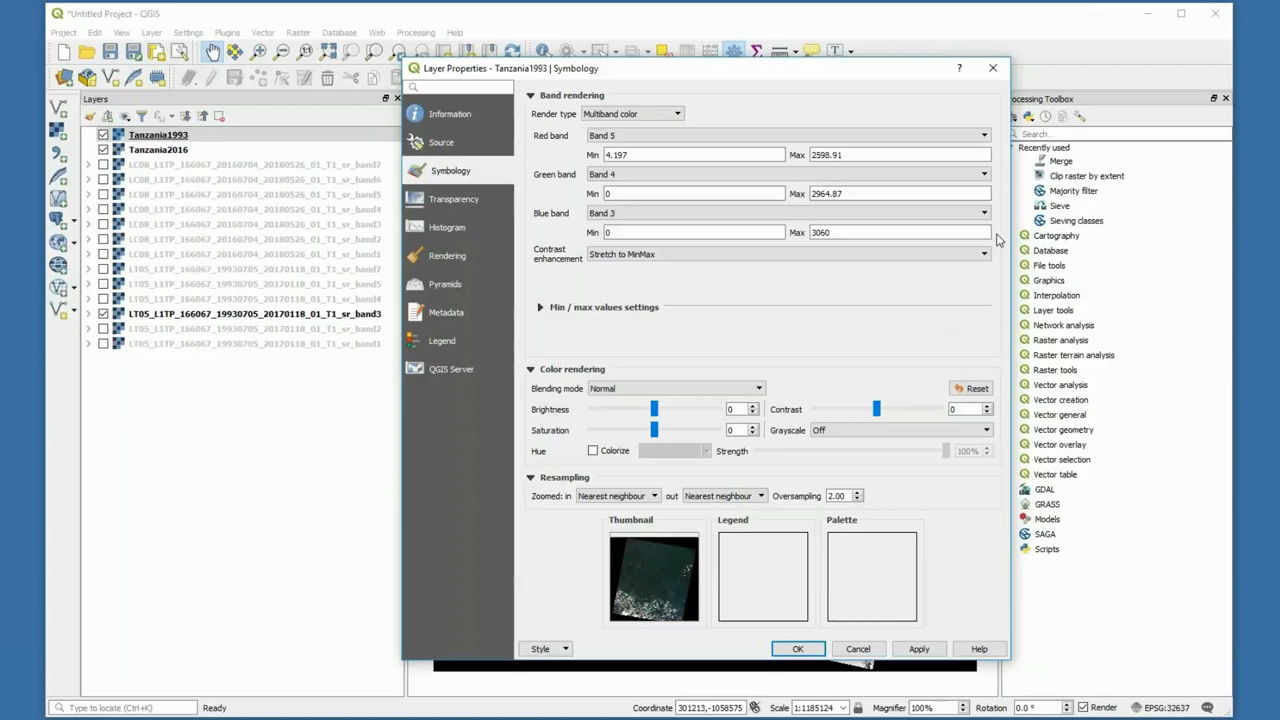 *Untitled Project - QGIS
Project Edit View Layer Settings Plugins Vector Raster Database Web Processing Help
Layer Properties - Tanzania1993 | Symbology
Layers
Tanzania1993
Tanzania2016
LC08_L1TP_166067_20160704_20180526_01_T1_sr_band7
LC08_L1TP_166067_20160704_20180526_01_T1_sr_band6
LC08_L1TP_166067_20160704_20180526_01_T1_sr_band5
LC08_L1TP_166067_20160704_20180526_01_T1_sr_band4
LC08_L1TP_166067_20160704_20180526_01_T1_sr_band3
LC08_L1TP_166067_20160704_20180526_01_T1_sr_band2
LT05_L1TP_166067_19930705_20170118_01_T1_sr_band7
LT05_L1TP_166067_19930705_20170118_01_T1_sr_band5
LT05_L1TP_166067_19930705_20170118_01_T1_sr_band4
LT05_L1TP_166067_19930705_20170118_01_T1_sr_band3
LT05_L1TP_166067_19930705_20170118_01_T1_sr_band2
LT05_L1TP_166067_19930705_20170118_01_T1_sr_band1
Information
Source
Symbology
Transparency
Histogram
Rendering
Pyramids
Metadata
Legend
QGIS Server
Band rendering
Render type Multiband color
Red band Band 5
Min 4.197 Max 2598.91
Green band Band 4
Min 0 Max 2964.87
Blue band Band 3
Min 0 Max 3060
Contrast enhancement Stretch to MinMax
Min / max values settings
Color rendering
Blending mode Normal Reset
Brightness 0 Contrast 0
Saturation 0 Grayscale Off
Hue Colorize Strength 100%
Resampling
Zoomed: in Nearest neighbour out Nearest neighbour Oversampling 2.00
Thumbnail Legend Palette
Style OK Cancel Apply Help
ocessing Toolbox
Search...
Recently used
Merge
Clip raster by extent
Majority filter
Sieve
Sieving classes
Cartography
Database
File tools
Graphics
Interpolation
Layer tools
Network analysis
Raster analysis
Raster terrain analysis
Raster tools
Vector analysis
Vector creation
Vector general
Vector geometry
Vector overlay
Vector selection
Vector table
GDAL
GRASS
Models
SAGA
Scripts
Type to locate (Ctrl+K) Ready Coordinate 301213,-1058575 Scale 1:1185124 Magnifier 100% Rotation 0.0 ° Render EPSG:32637